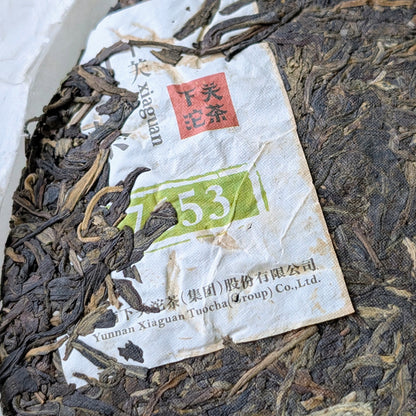 下关 xiaguan
下关
沱茶
53
下 沱茶(集团)股份有限公司
Yunnan Xiaguan Tuocha(Group) Co.,Ltd.